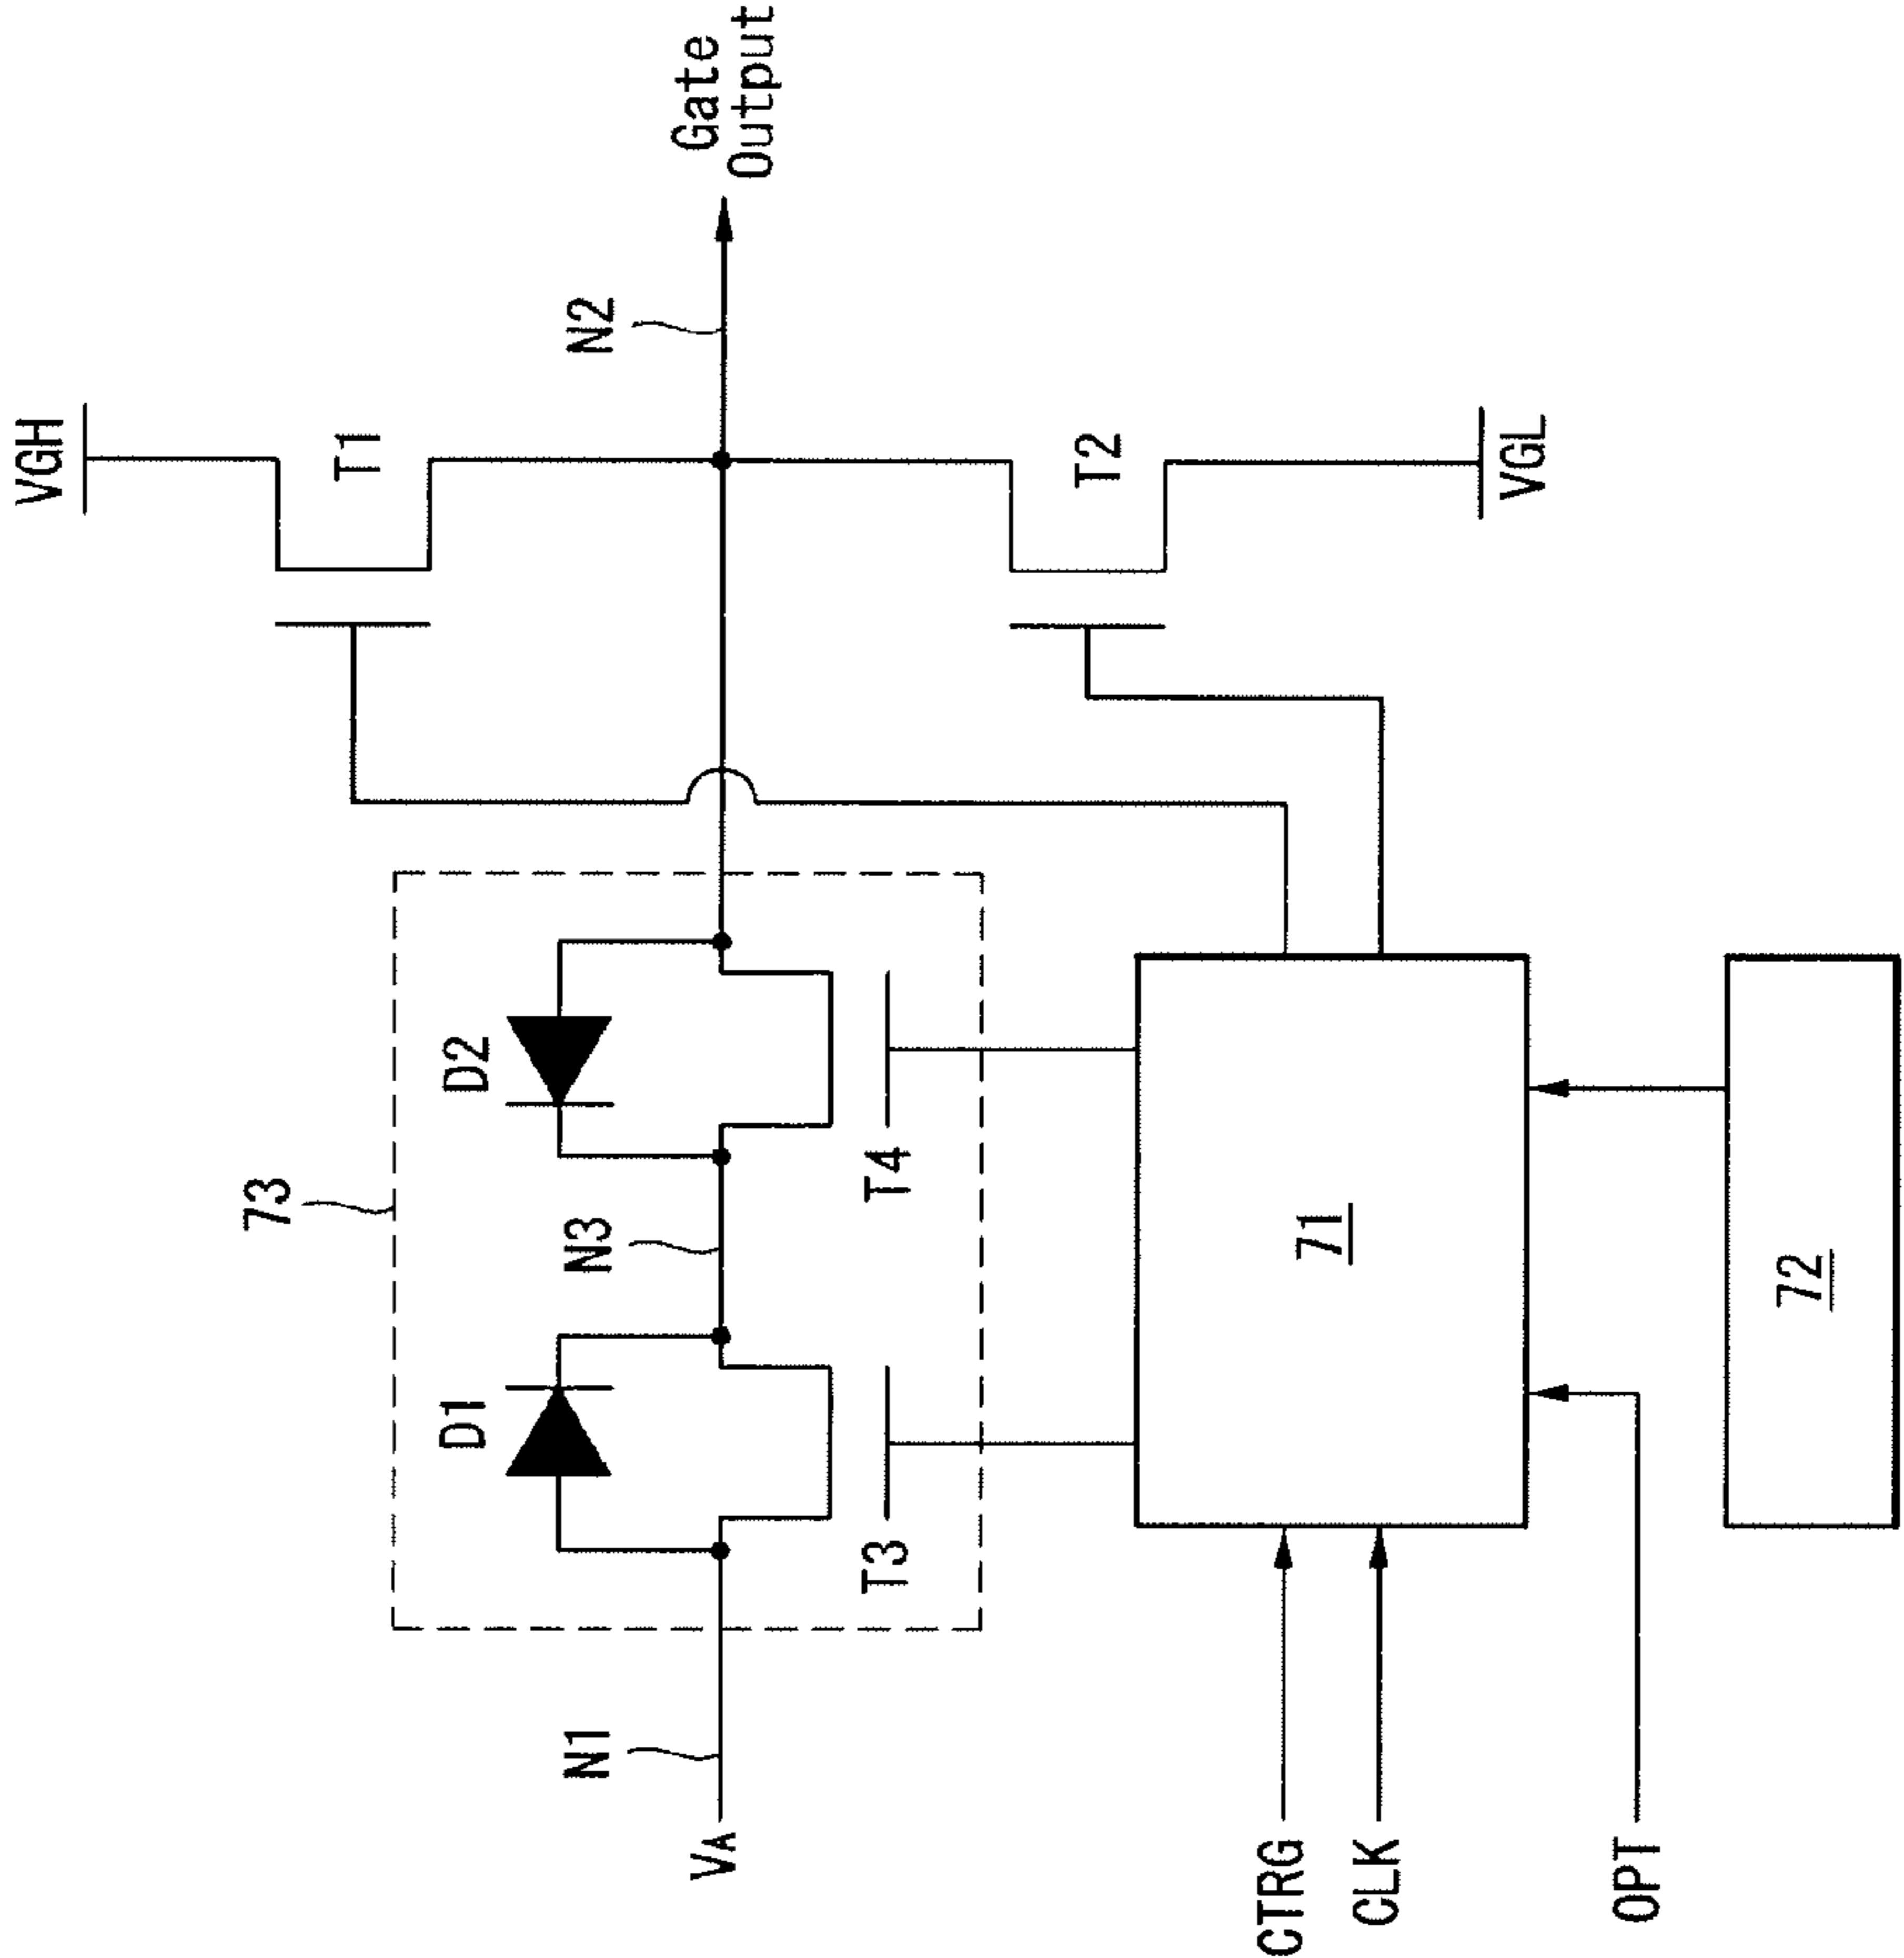 VGH
T1
N2
Gate
Output
T2
VGL
73
D1
D2
N3
N1
VA
T3
T4
CTRG
CLK
71
OPT
72